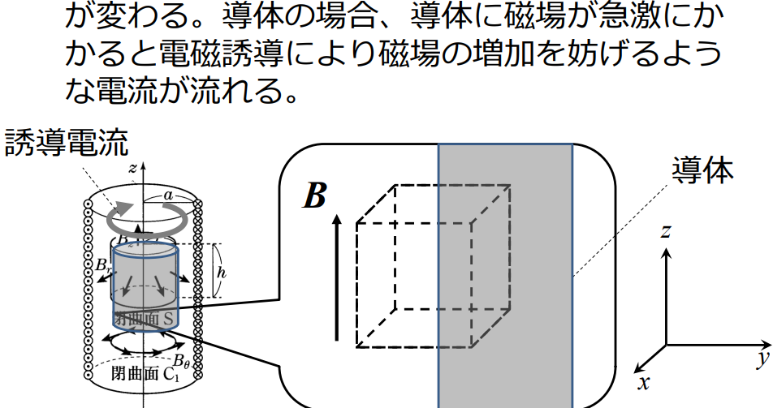 が変わる。導体の場合、導体に磁場が急激にか
かると電磁誘導により磁場の増加を妨げるよう
な電流が流れる。
誘導電流
導体
z
a
B
z
Br
h
閉曲面 S
Bθ
閉曲面 C1
x
y